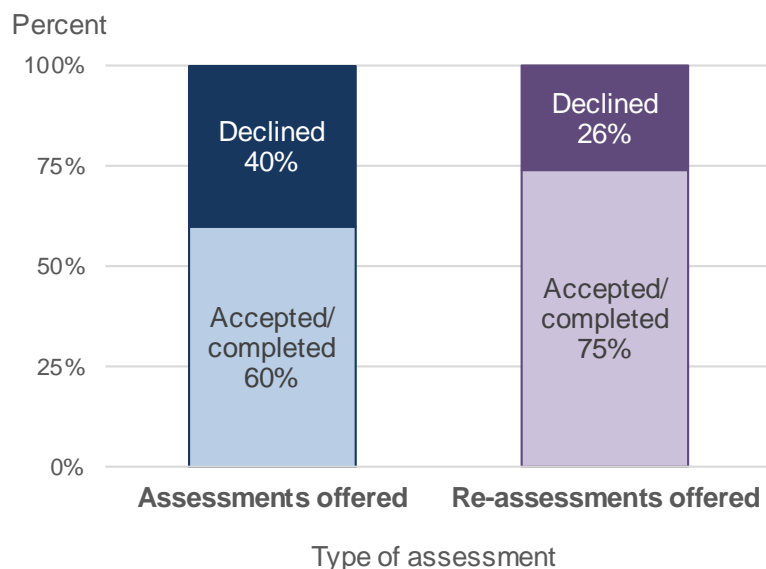 Percent
100%
75%
50%
25%
0%
Declined
40%
Accepted/
completed
60%
Declined
26%
Accepted/
completed
75%
Assessments offered
Re-assessments offered
Type of assessment